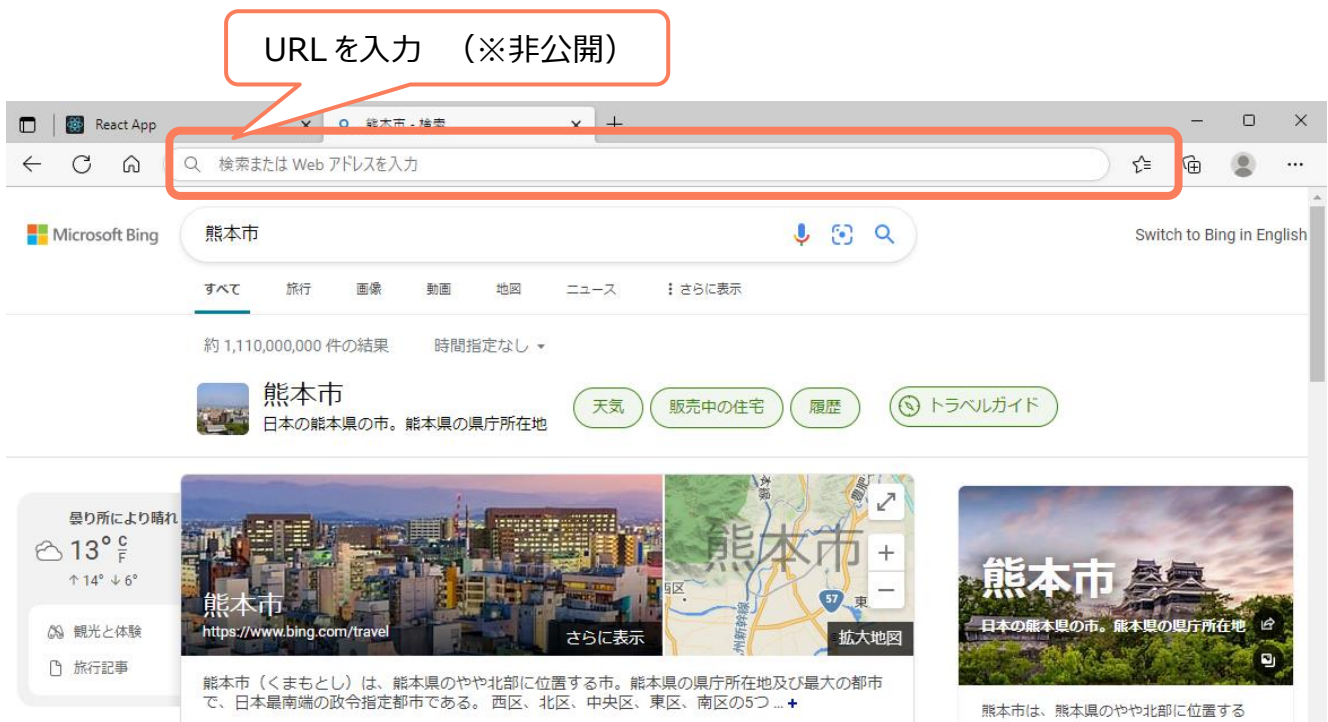 URL を入力　（※非公開）
React App
熊本市 - 検索
検索または Web アドレスを入力
Microsoft Bing
熊本市
Switch to Bing in English
すべて 旅行 画像 動画 地図 ニュース さらに表示
約 1,110,000,000 件の結果 時間指定なし
熊本市
日本の熊本県の市。熊本県の県庁所在地
天気 販売中の住宅 履歴 トラベルガイド
曇り所により晴れ
13° C F
↑ 14° ↓ 6°
観光と体験
旅行記事
熊本市
https://www.bing.com/travel
さらに表示
熊本市
西区
州新幹線
57
東
拡大地図
熊本市（くまもとし）は、熊本県のやや北部に位置する市。熊本県の県庁所在地及び最大の都市
で、日本最南端の政令指定都市である。 西区、北区、中央区、東区、南区の5つ ... +
熊本市
日本の熊本県の市。熊本県の県庁所在地
熊本市は、熊本県のやや北部に位置する